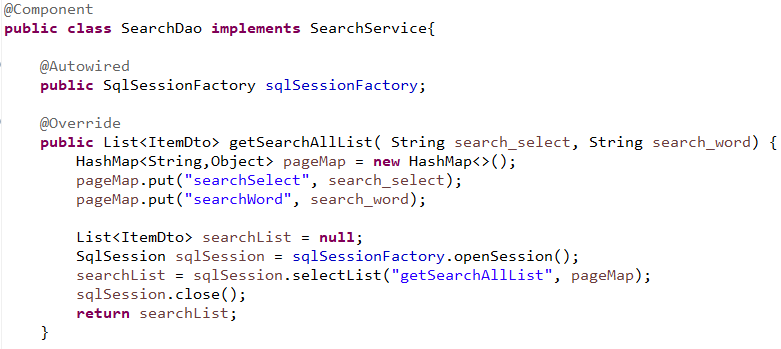 @Component
public class SearchDao implements SearchService{
@Autowired
public SqlSessionFactory sqlSessionFactory;
@Override
public List<ItemDto> getSearchAllList( String search_select, String search_word) {
HashMap<String,Object> pageMap = new HashMap<>();
pageMap.put("searchSelect", search_select);
pageMap.put("searchWord", search_word);
List<ItemDto> searchList = null;
SqlSession sqlSession = sqlSessionFactory.openSession();
searchList = sqlSession.selectList("getSearchAllList", pageMap);
sqlSession.close();
return searchList;
}